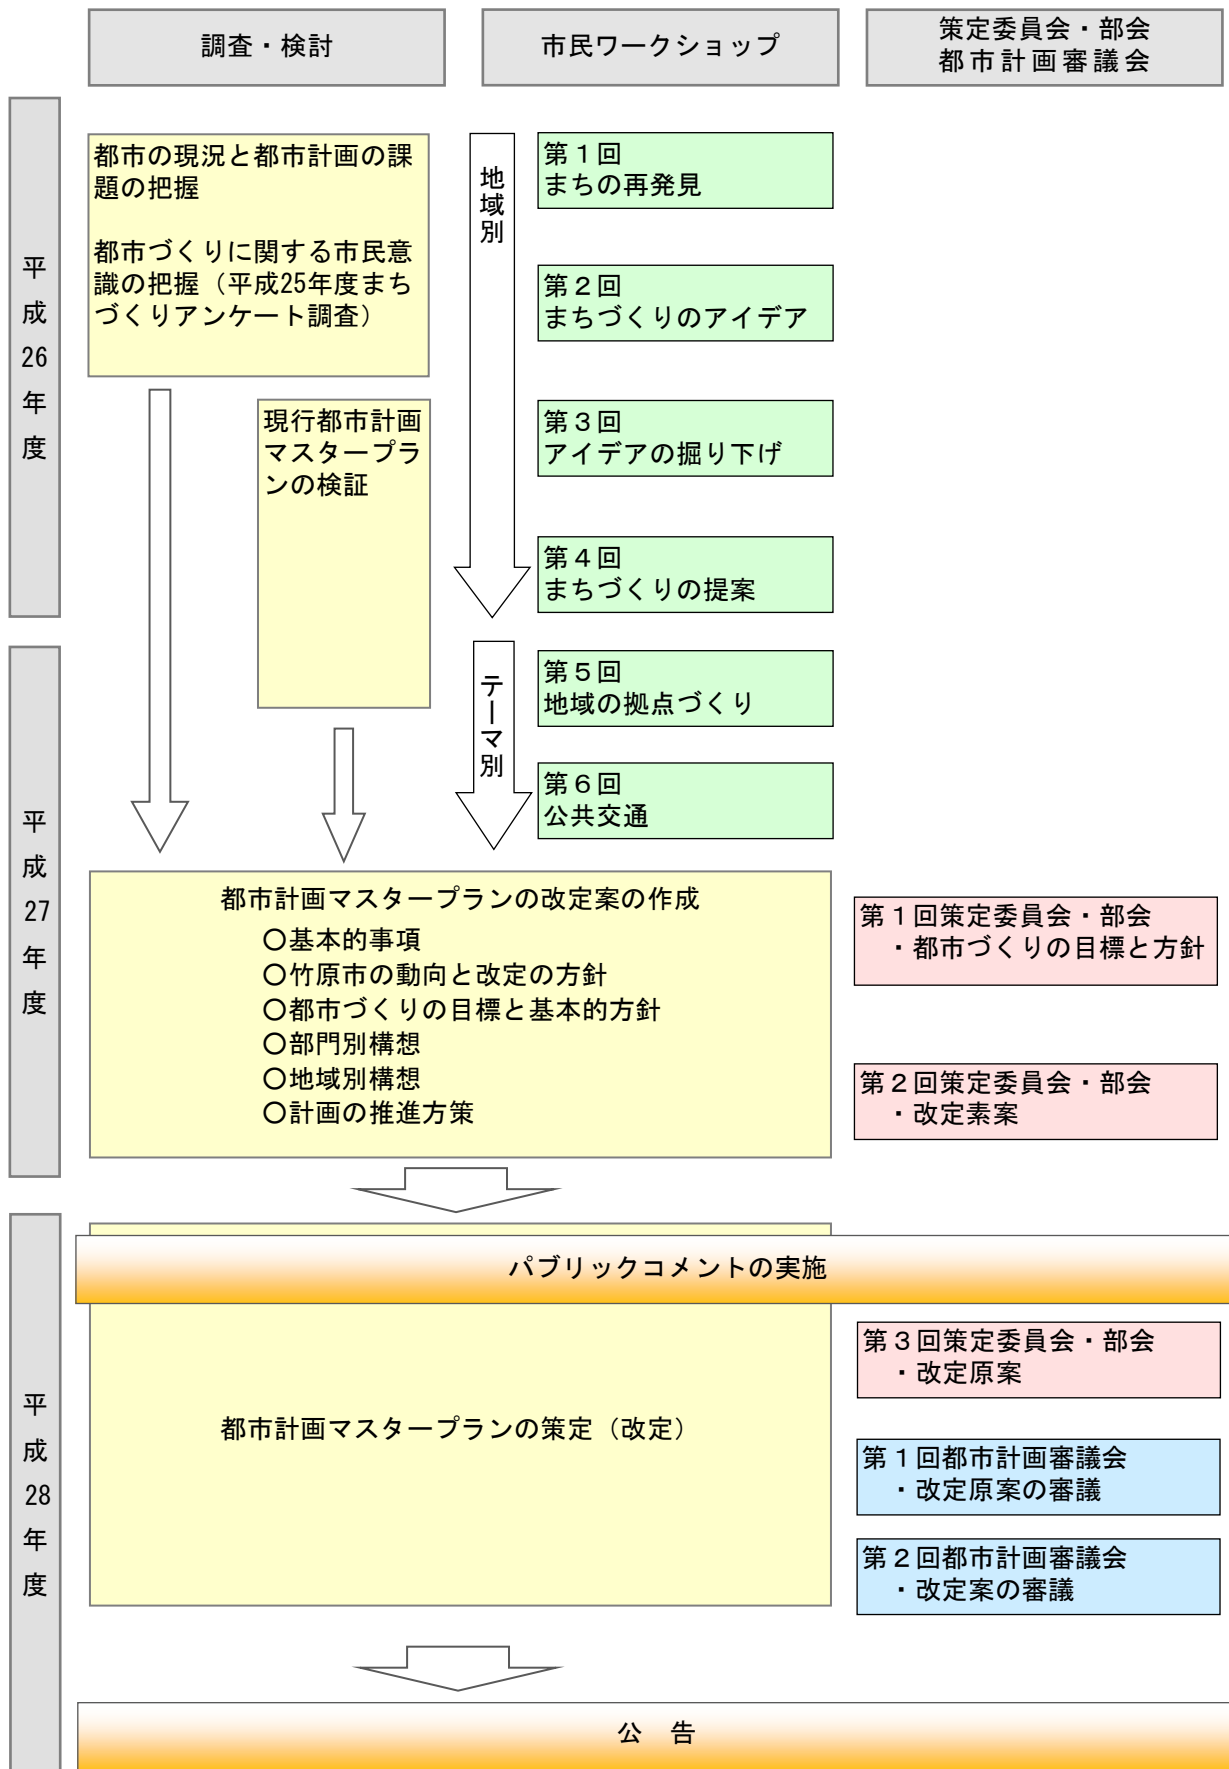 調査・検討
市民ワークショップ
策定委員会・部会
都市計画審議会
平成26年度
都市の現況と都市計画の課
題の把握
都市づくりに関する市民意
識の把握（平成25年度まち
づくりアンケート調査）
現行都市計画
マスタープラ
ンの検証
地域別
第１回
まちの再発見
第２回
まちづくりのアイデア
第３回
アイデアの掘り下げ
第４回
まちづくりの提案
平成27年度
テーマ別
第５回
地域の拠点づくり
第６回
公共交通
都市計画マスタープランの改定案の作成
〇基本的事項
〇竹原市の動向と改定の方針
〇都市づくりの目標と基本的方針
〇部門別構想
〇地域別構想
〇計画の推進方策
第１回策定委員会・部会
・都市づくりの目標と方針
第２回策定委員会・部会
・改定素案
平成28年度
パブリックコメントの実施
都市計画マスタープランの策定（改定）
第３回策定委員会・部会
・改定原案
第１回都市計画審議会
・改定原案の審議
第２回都市計画審議会
・改定案の審議
公　告